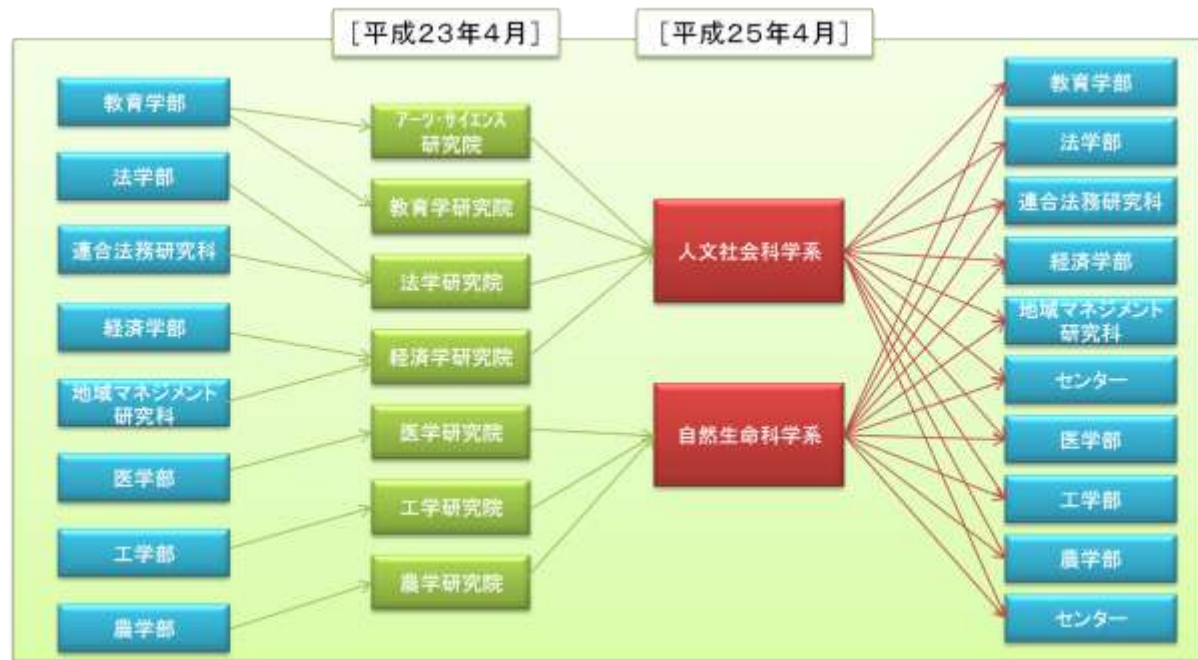 [平成23年4月]
[平成25年4月]
教育学部
法学部
連合法務研究科
経済学部
地域マネジメント
研究科
医学部
工学部
農学部
アーツ・サイエンス
研究院
教育学研究院
法学研究院
経済学研究院
医学研究院
工学研究院
農学研究院
人文社会科学系
自然生命科学系
教育学部
法学部
連合法務研究科
経済学部
地域マネジメント
研究科
センター
医学部
工学部
農学部
センター